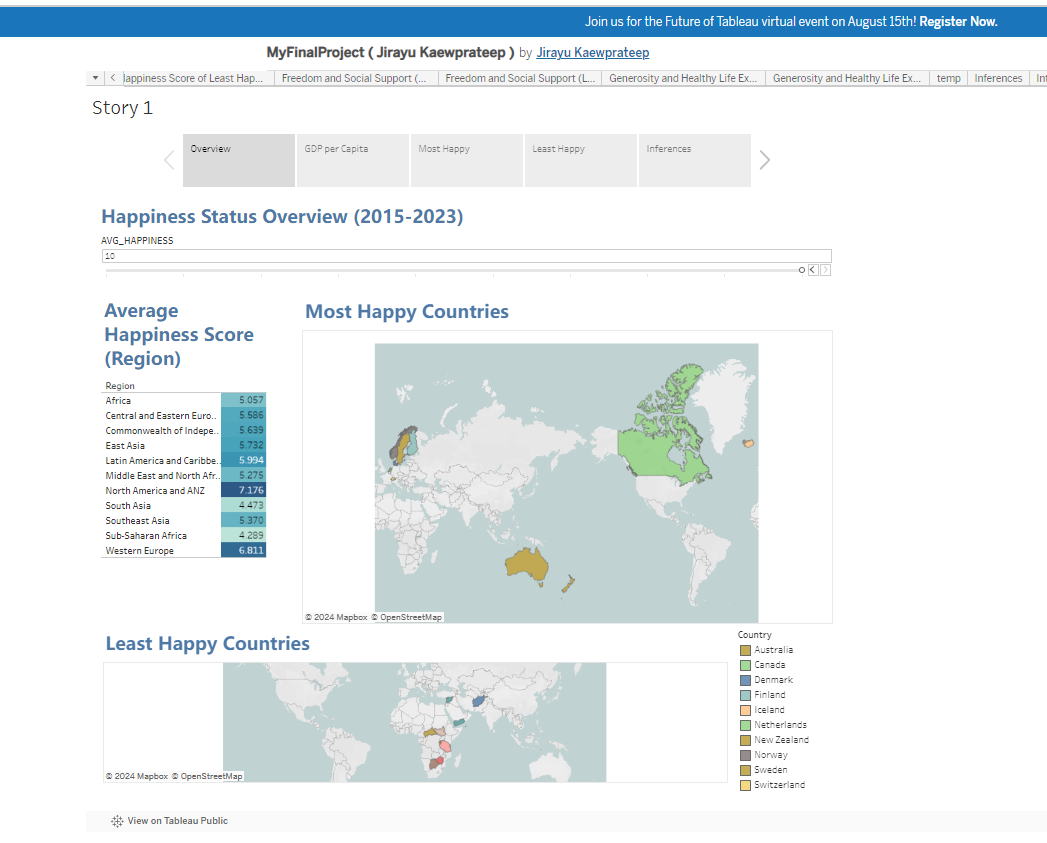 Join us for the Future of Tableau virtual event on August 15th! Register Now.
MyFinalProject ( Jirayu Kaewprateep ) by Jirayu Kaewprateep
Happiness Score of Least Hap... Freedom and Social Support (... Freedom and Social Support (L... Generosity and Healthy Life Ex... Generosity and Healthy Life Ex... temp Inferences
Story 1
Overview GDP per Capita Most Happy Least Happy Inferences
Happiness Status Overview (2015-2023)
AVG_HAPPINESS
10
Average
Happiness Score
(Region)
Region
Africa 5.057
Central and Eastern Euro.. 5.586
Commonwealth of Indepe.. 5.639
East Asia 5.732
Latin America and Caribbe.. 5.994
Middle East and North Afr.. 5.275
North America and ANZ 7.176
South Asia 4.473
Southeast Asia 5.370
Sub-Saharan Africa 4.289
Western Europe 6.811
Most Happy Countries
© 2024 Mapbox © OpenStreetMap
Least Happy Countries
© 2024 Mapbox © OpenStreetMap
Country
Australia
Canada
Denmark
Finland
Iceland
Netherlands
New Zealand
Norway
Sweden
Switzerland
View on Tableau Public